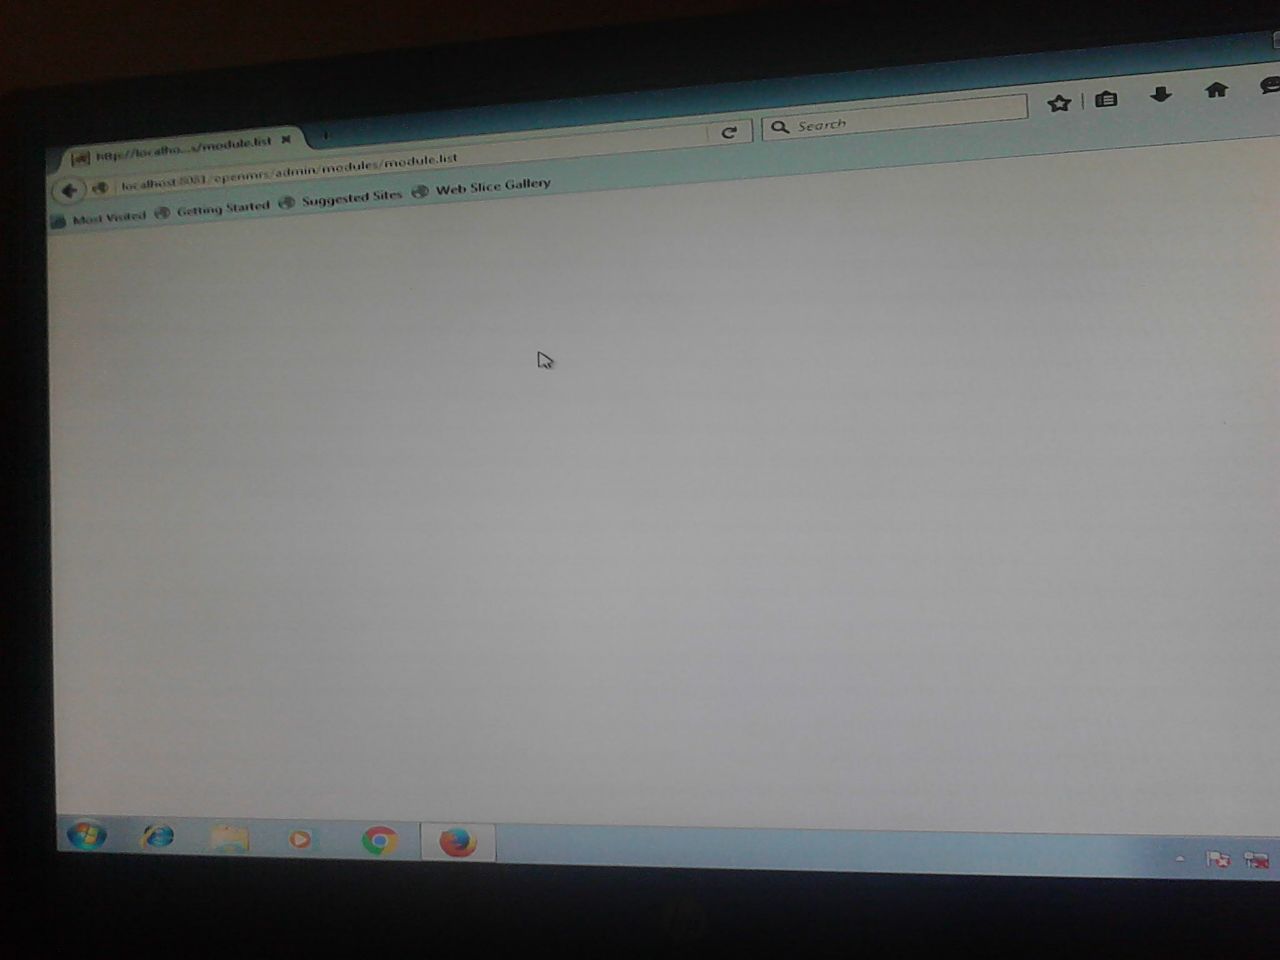 http://localho...s/module.list
localhost:8081/openmrs/admin/modules/module.list
Search
Most Visited Getting Started Suggested Sites Web Slice Gallery